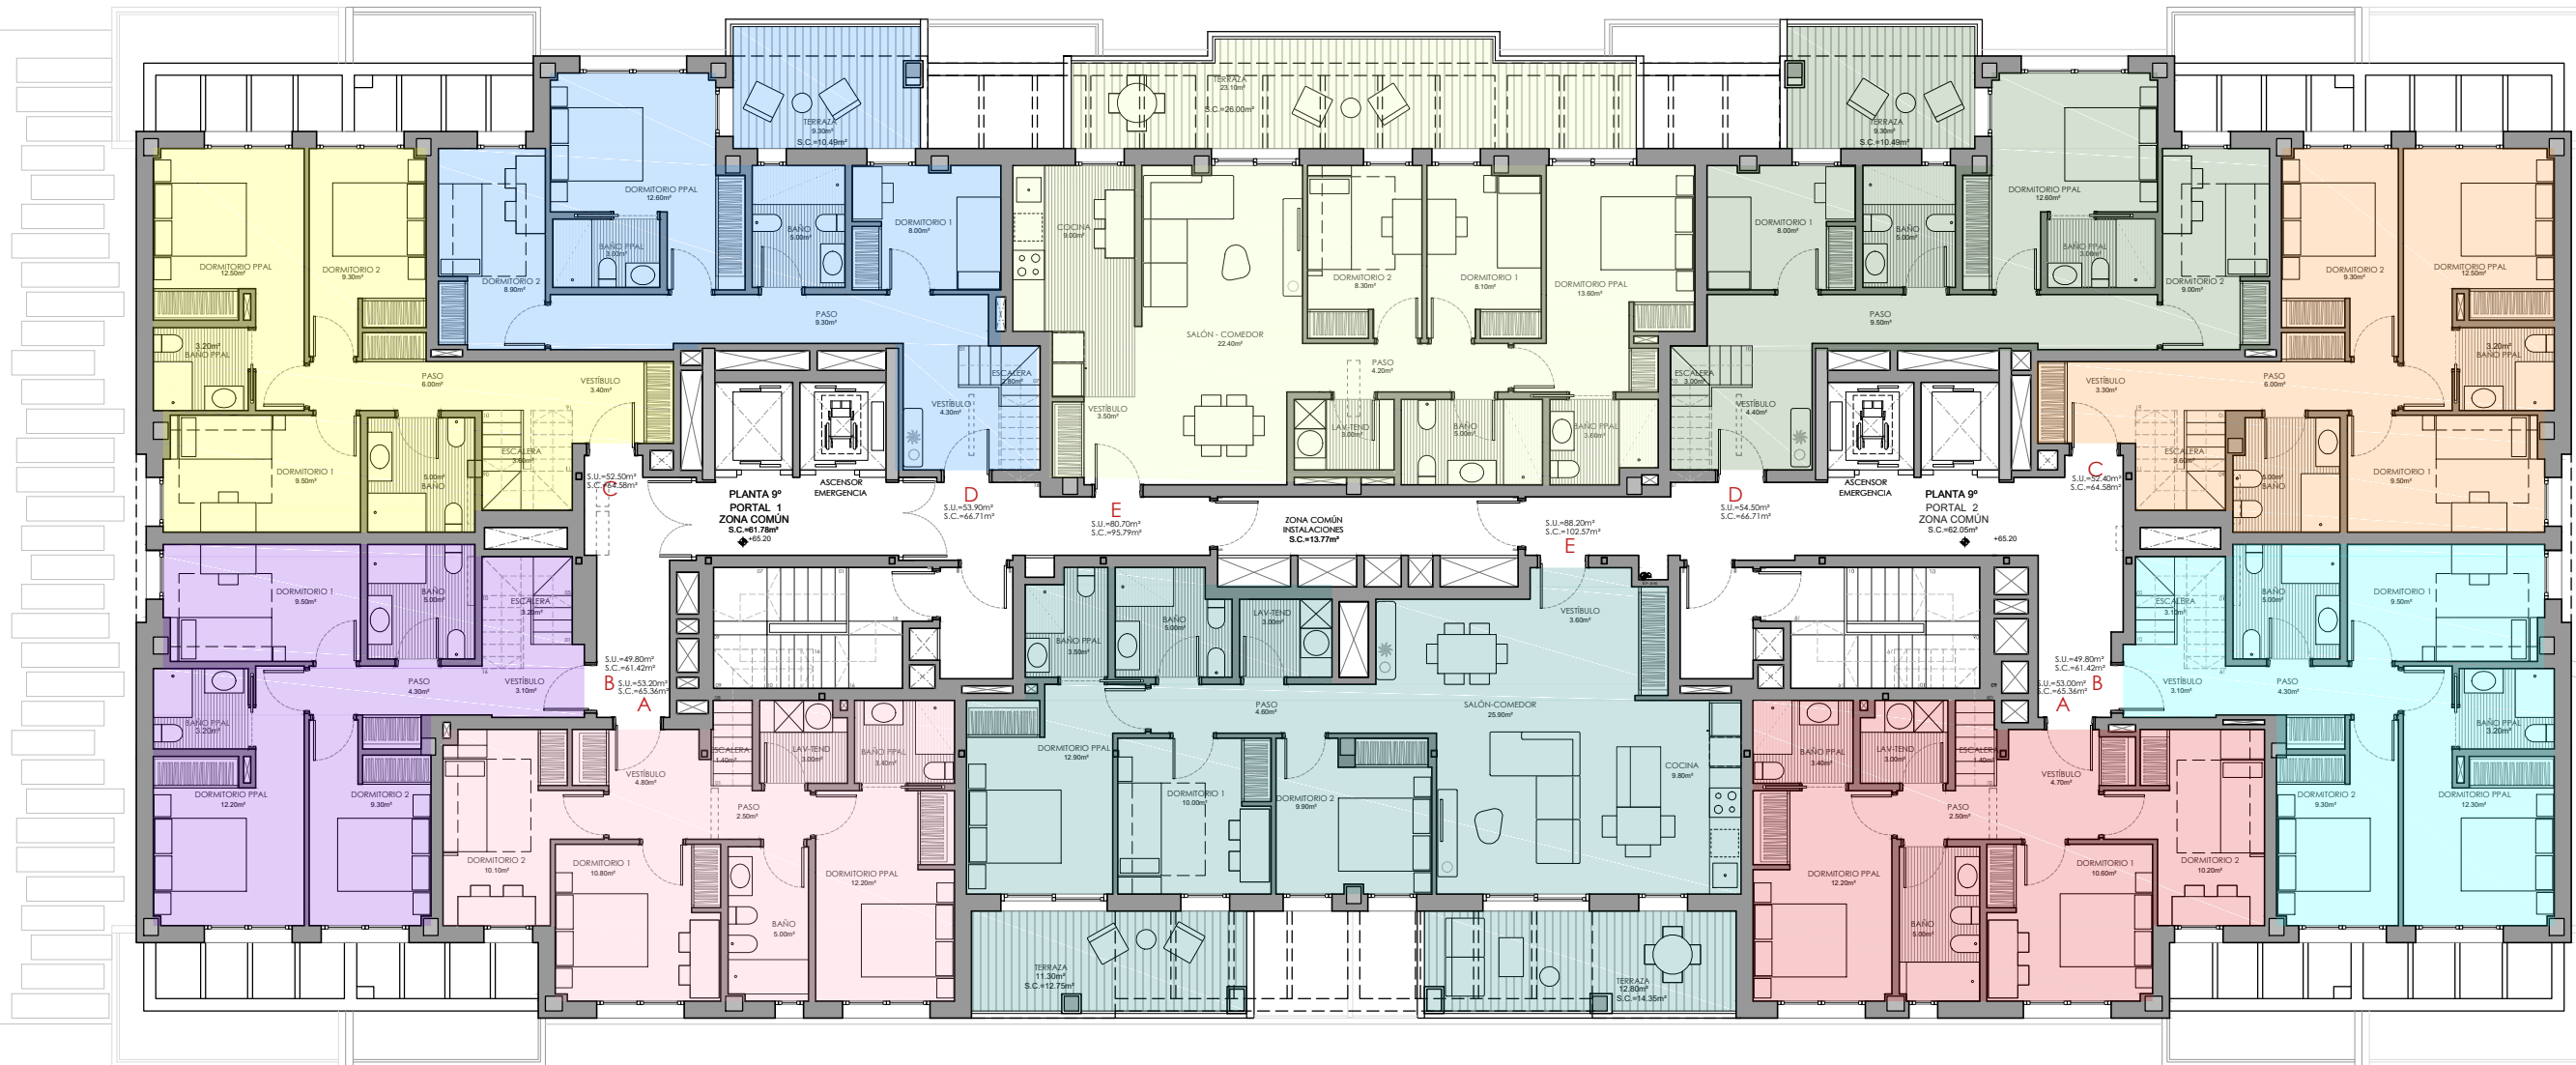 TERRAZA
9.30m²
S.C.=10.49m²
TERRAZA
23.10m²
S.C.=26.00m²
TERRAZA
9.30m²
S.C.=10.49m²
DORMITORIO PPAL
12.50m²
DORMITORIO 2
9.30m²
3.20m²
BAÑO PPAL
PASO
6.00m²
VESTÍBULO
3.40m²
DORMITORIO 1
9.50m²
5.00m²
BAÑO
ESCALERA
DORMITORIO 2
8.90m²
DORMITORIO PPAL
12.60m²
BAÑO PPAL
3.00m²
BAÑO
5.00m²
DORMITORIO 1
8.00m²
PASO
9.30m²
ESCALERA
2.80m²
VESTÍBULO
4.30m²
COCINA
9.00m²
SALÓN - COMEDOR
22.40m²
VESTÍBULO
3.50m²
DORMITORIO 2
8.30m²
DORMITORIO 1
8.10m²
DORMITORIO PPAL
13.60m²
PASO
4.20m²
LAV-TEND
3.00m²
BAÑO
5.00m²
BAÑO PPAL
3.60m²
DORMITORIO 1
8.00m²
BAÑO
5.00m²
DORMITORIO PPAL
12.60m²
BAÑO PPAL
3.00m²
DORMITORIO 2
9.00m²
PASO
9.50m²
ESCALERA
3.00m²
VESTÍBULO
4.40m²
DORMITORIO 2
9.30m²
DORMITORIO PPAL
12.50m²
3.20m²
BAÑO PPAL
VESTÍBULO
3.30m²
PASO
6.00m²
ESCALERA
3.60m²
5.00m²
BAÑO
DORMITORIO 1
9.50m²
C
S.U.=52.50m²
S.C.=64.58m²
PLANTA 9º
PORTAL 1
ZONA COMÚN
S.C.=61.78m²
+65.20
ASCENSOR
EMERGENCIA
D
S.U.=53.90m²
S.C.=66.71m²
E
S.U.=80.70m²
S.C.=95.79m²
ZONA COMÚN
INSTALACIONES
S.C.=13.77m²
S.U.=88.20m²
S.C.=102.57m²
E
D
S.U.=54.50m²
S.C.=66.71m²
ASCENSOR
EMERGENCIA
PLANTA 9º
PORTAL 2
ZONA COMÚN
S.C.=62.05m²
+65.20
C
S.U.=52.40m²
S.C.=64.58m²
DORMITORIO 1
9.50m²
BAÑO
5.00m²
ESCALERA
3.20m²
PASO
4.30m²
VESTÍBULO
3.10m²
BAÑO PPAL
3.20m²
DORMITORIO PPAL
12.20m²
DORMITORIO 2
9.30m²
S.U.=49.80m²
S.C.=61.42m²
B
S.U.=53.20m²
S.C.=65.36m²
A
VESTÍBULO
4.80m²
ESCALERA
1.40m²
LAV-TEND
3.00m²
BAÑO PPAL
3.40m²
PASO
2.50m²
DORMITORIO 2
10.10m²
DORMITORIO 1
10.80m²
BAÑO
5.00m²
DORMITORIO PPAL
12.20m²
BAÑO PPAL
3.50m²
BAÑO
5.00m²
LAV-TEND
3.00m²
VESTÍBULO
3.60m²
PASO
4.60m²
SALÓN-COMEDOR
25.90m²
DORMITORIO PPAL
12.90m²
DORMITORIO 1
10.00m²
DORMITORIO 2
9.90m²
COCINA
9.80m²
TERRAZA
11.30m²
S.C.=12.75m²
TERRAZA
12.80m²
S.C.=14.35m²
BAÑO PPAL
3.40m²
LAV-TEND
3.00m²
ESCALERA
1.40m²
VESTÍBULO
4.70m²
PASO
2.50m²
DORMITORIO PPAL
12.20m²
BAÑO
5.00m²
DORMITORIO 1
10.60m²
DORMITORIO 2
10.20m²
S.U.=49.80m²
S.C.=61.42m²
B
S.U.=53.00m²
S.C.=65.36m²
A
ESCALERA
3.10m²
BAÑO
5.00m²
DORMITORIO 1
9.50m²
VESTÍBULO
3.10m²
PASO
4.30m²
BAÑO PPAL
3.20m²
DORMITORIO 2
9.30m²
DORMITORIO PPAL
12.30m²